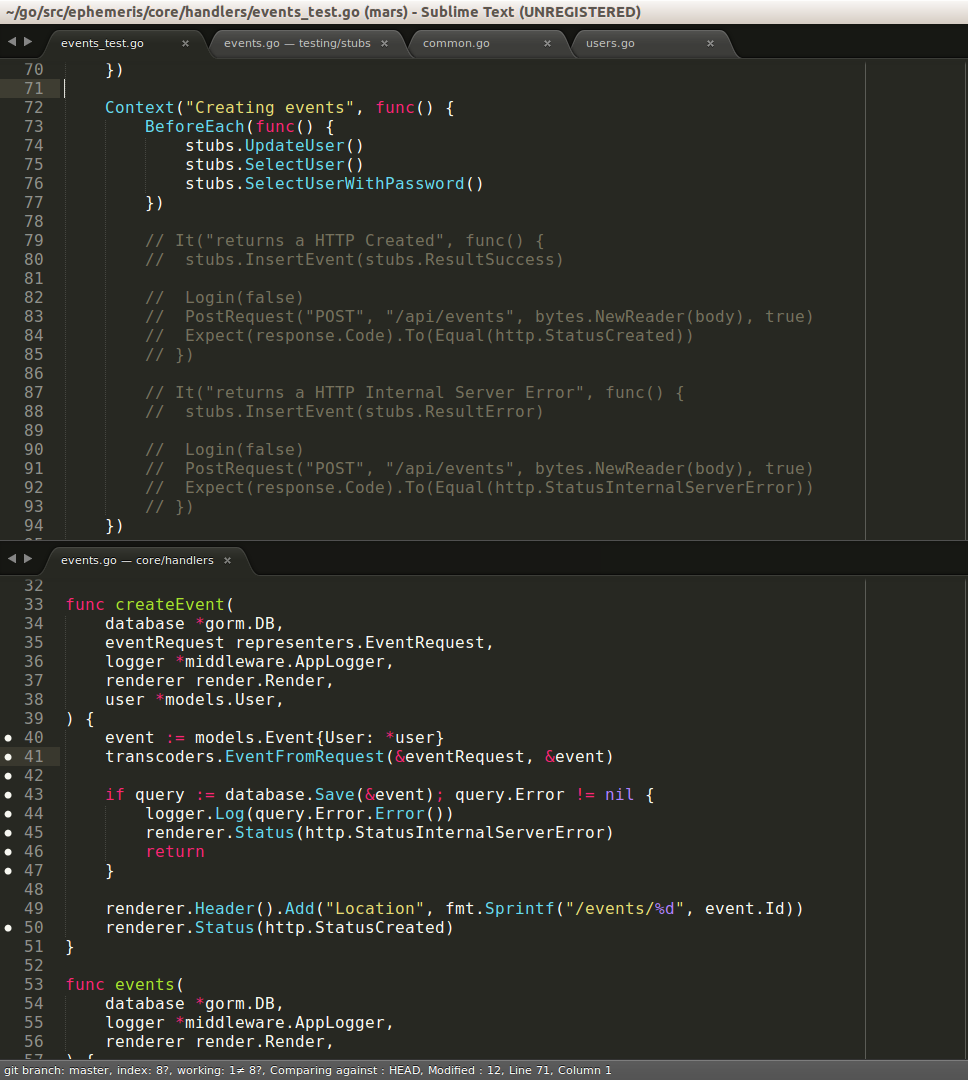 ~/go/src/ephemeris/core/handlers/events_test.go (mars) - Sublime Text (UNREGISTERED)
events_test.go × events.go — testing/stubs × common.go × users.go ×
70 })
71
72 Context("Creating events", func() {
73 BeforeEach(func() {
74 stubs.UpdateUser()
75 stubs.SelectUser()
76 stubs.SelectUserWithPassword()
77 })
78
79 // It("returns a HTTP Created", func() {
80 //  stubs.InsertEvent(stubs.ResultSuccess)
81
82 //  Login(false)
83 //  PostRequest("POST", "/api/events", bytes.NewReader(body), true)
84 //  Expect(response.Code).To(Equal(http.StatusCreated))
85 // })
86
87 // It("returns a HTTP Internal Server Error", func() {
88 //  stubs.InsertEvent(stubs.ResultError)
89
90 //  Login(false)
91 //  PostRequest("POST", "/api/events", bytes.NewReader(body), true)
92 //  Expect(response.Code).To(Equal(http.StatusInternalServerError))
93 // })
94 })
events.go — core/handlers ×
32
33 func createEvent(
34 database *gorm.DB,
35 eventRequest representers.EventRequest,
36 logger *middleware.AppLogger,
37 renderer render.Render,
38 user *models.User,
39 ) {
40 event := models.Event{User: *user}
41 transcoders.EventFromRequest(&eventRequest, &event)
42
43 if query := database.Save(&event); query.Error != nil {
44 logger.Log(query.Error.Error())
45 renderer.Status(http.StatusInternalServerError)
46 return
47 }
48
49 renderer.Header().Add("Location", fmt.Sprintf("/events/%d", event.Id))
50 renderer.Status(http.StatusCreated)
51 }
52
53 func events(
54 database *gorm.DB,
55 logger *middleware.AppLogger,
56 renderer render.Render,
57 ) {
git branch: master, index: 8?, working: 1≠ 8?, Comparing against : HEAD, Modified : 12, Line 71, Column 1